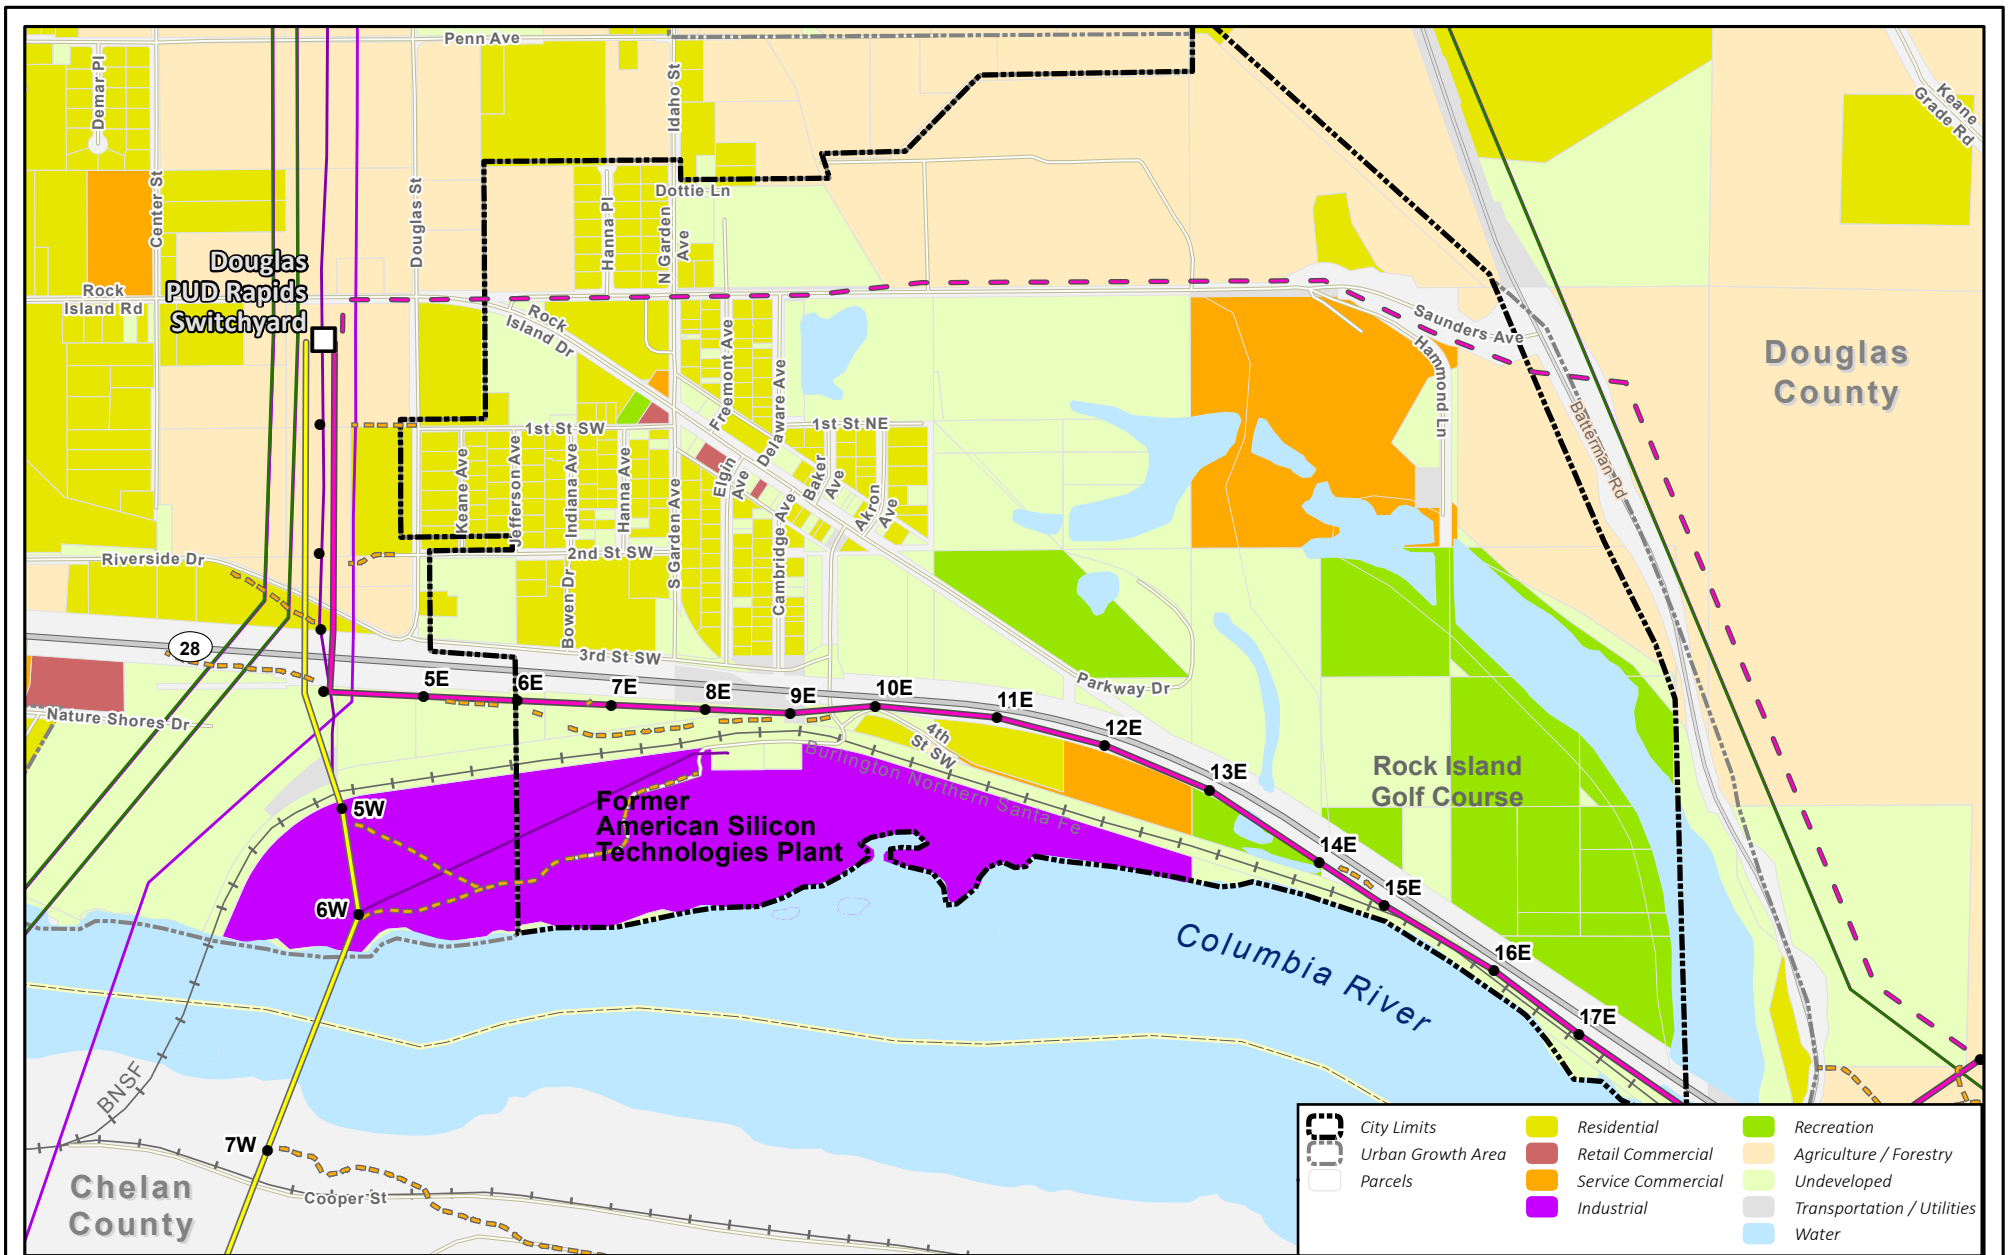 Penn Ave
Demar Pl
Center St
Douglas St
Idaho St
Hanna Pl
Dottie Ln
N Garden
Ave
Keane
Grade Rd
Douglas
PUD Rapids
Switchyard
Rock
Island Rd
Rock
Island Dr
Freemont Ave
Delaware Ave
Saunders Ave
Hammond Ln
Batterman Rd
Douglas
County
1st St SW
1st St NE
Keane Ave
Jefferson Ave
Indiana Ave
Hanna Ave
S Garden Ave
Elgin
Ave
Baker
Ave
Akron
Ave
Cambridge Ave
2nd St SW
Bowen Dr
3rd St SW
Riverside Dr
28
Nature Shores Dr
Parkway Dr
4th
St SW
5E
6E
7E
8E
9E
10E
11E
12E
13E
14E
15E
16E
17E
5W
6W
7W
Burlington Northern Santa Fe
Former
American Silicon
Technologies Plant
Rock Island
Golf Course
Columbia River
BNSF
Cooper St
Chelan
County
City Limits
Urban Growth Area
Parcels
Residential
Retail Commercial
Service Commercial
Industrial
Recreation
Agriculture / Forestry
Undeveloped
Transportation / Utilities
Water